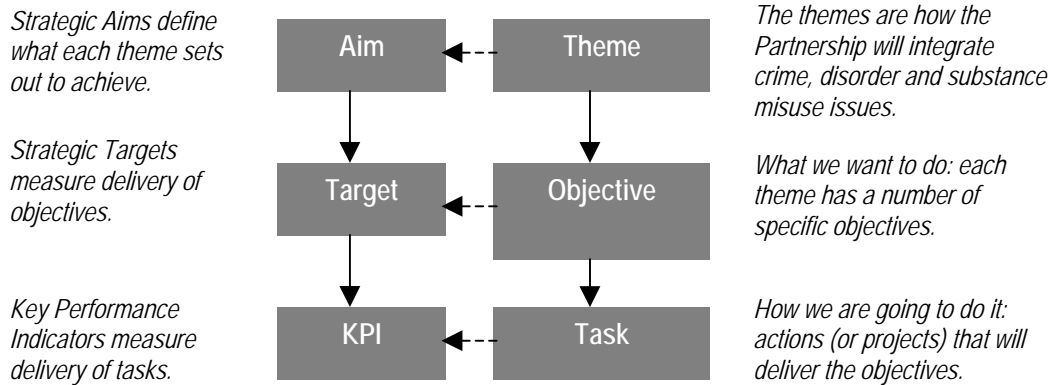 Strategic Aims define
what each theme sets
out to achieve.
Aim
Theme
The themes are how the
Partnership will integrate
crime, disorder and substance
misuse issues.
Strategic Targets
measure delivery of
objectives.
Target
Objective
What we want to do: each
theme has a number of
specific objectives.
Key Performance
Indicators measure
delivery of tasks.
KPI
Task
How we are going to do it:
actions (or projects) that will
deliver the objectives.